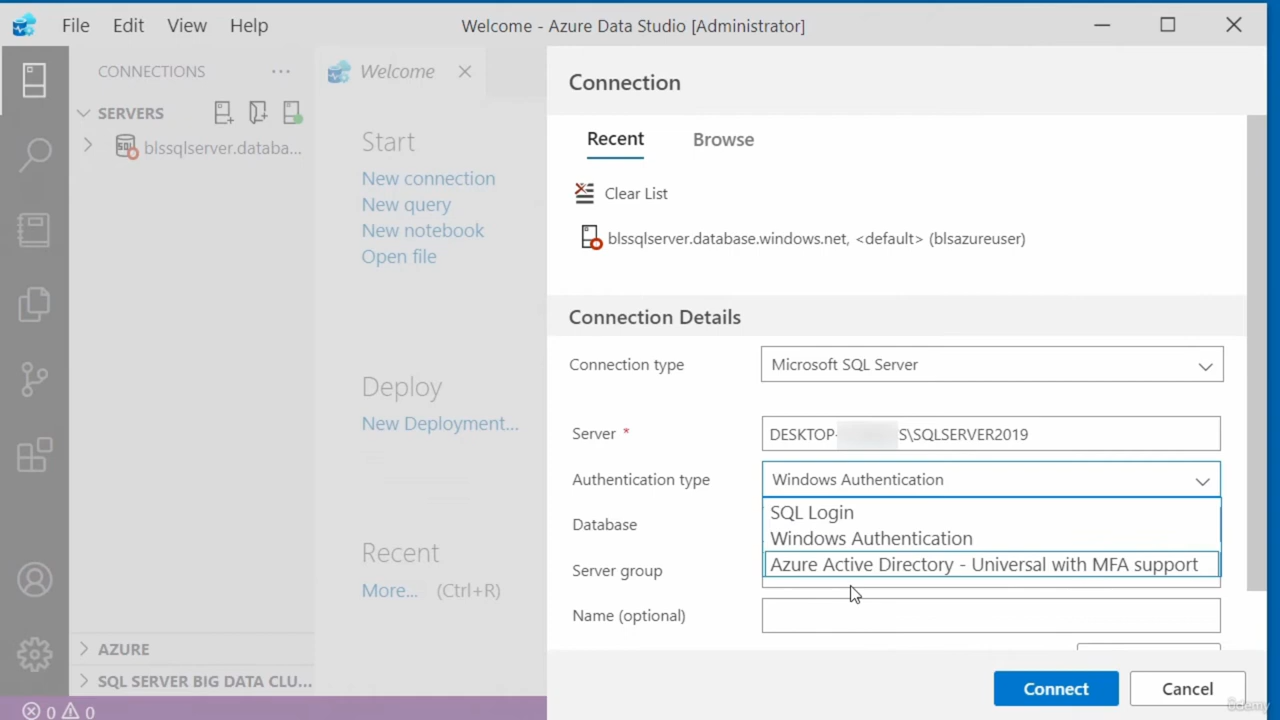 File Edit View Help Welcome - Azure Data Studio [Administrator]
CONNECTIONS ...
SERVERS
blssqlserver.databa...
Welcome
Start
New connection
New query
New notebook
Open file
Deploy
New Deployment...
Recent
More... (Ctrl+R)
AZURE
SQL SERVER BIG DATA CLU...
0 0
Connection
Recent Browse
Clear List
blssqlserver.database.windows.net, <default> (blsazureuser)
Connection Details
Connection type Microsoft SQL Server
Server * DESKTOP- S\SQLSERVER2019
Authentication type Windows Authentication
SQL Login
Database
Windows Authentication
Azure Active Directory - Universal with MFA support
Server group
Name (optional)
Connect Cancel
ûdemy